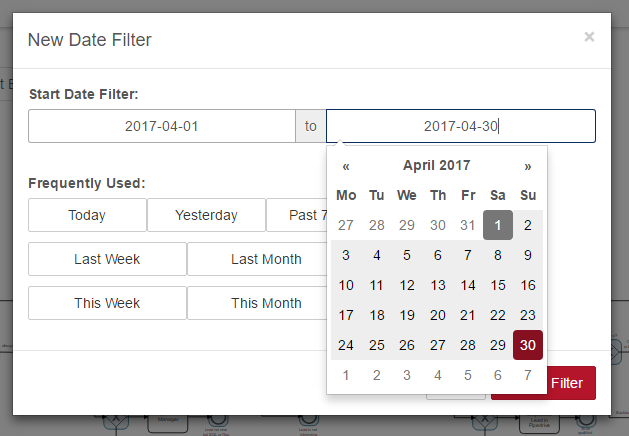 New Date Filter ×
Start Date Filter:
2017-04-01 to 2017-04-30
« April 2017 »
Mo Tu We Th Fr Sa Su
27 28 29 30 31 1 2
3 4 5 6 7 8 9
10 11 12 13 14 15 16
17 18 19 20 21 22 23
24 25 26 27 28 29 30
1 2 3 4 5 6 7
Frequently Used:
Today Yesterday Past 7
Last Week Last Month
This Week This Month
Filter
Manager